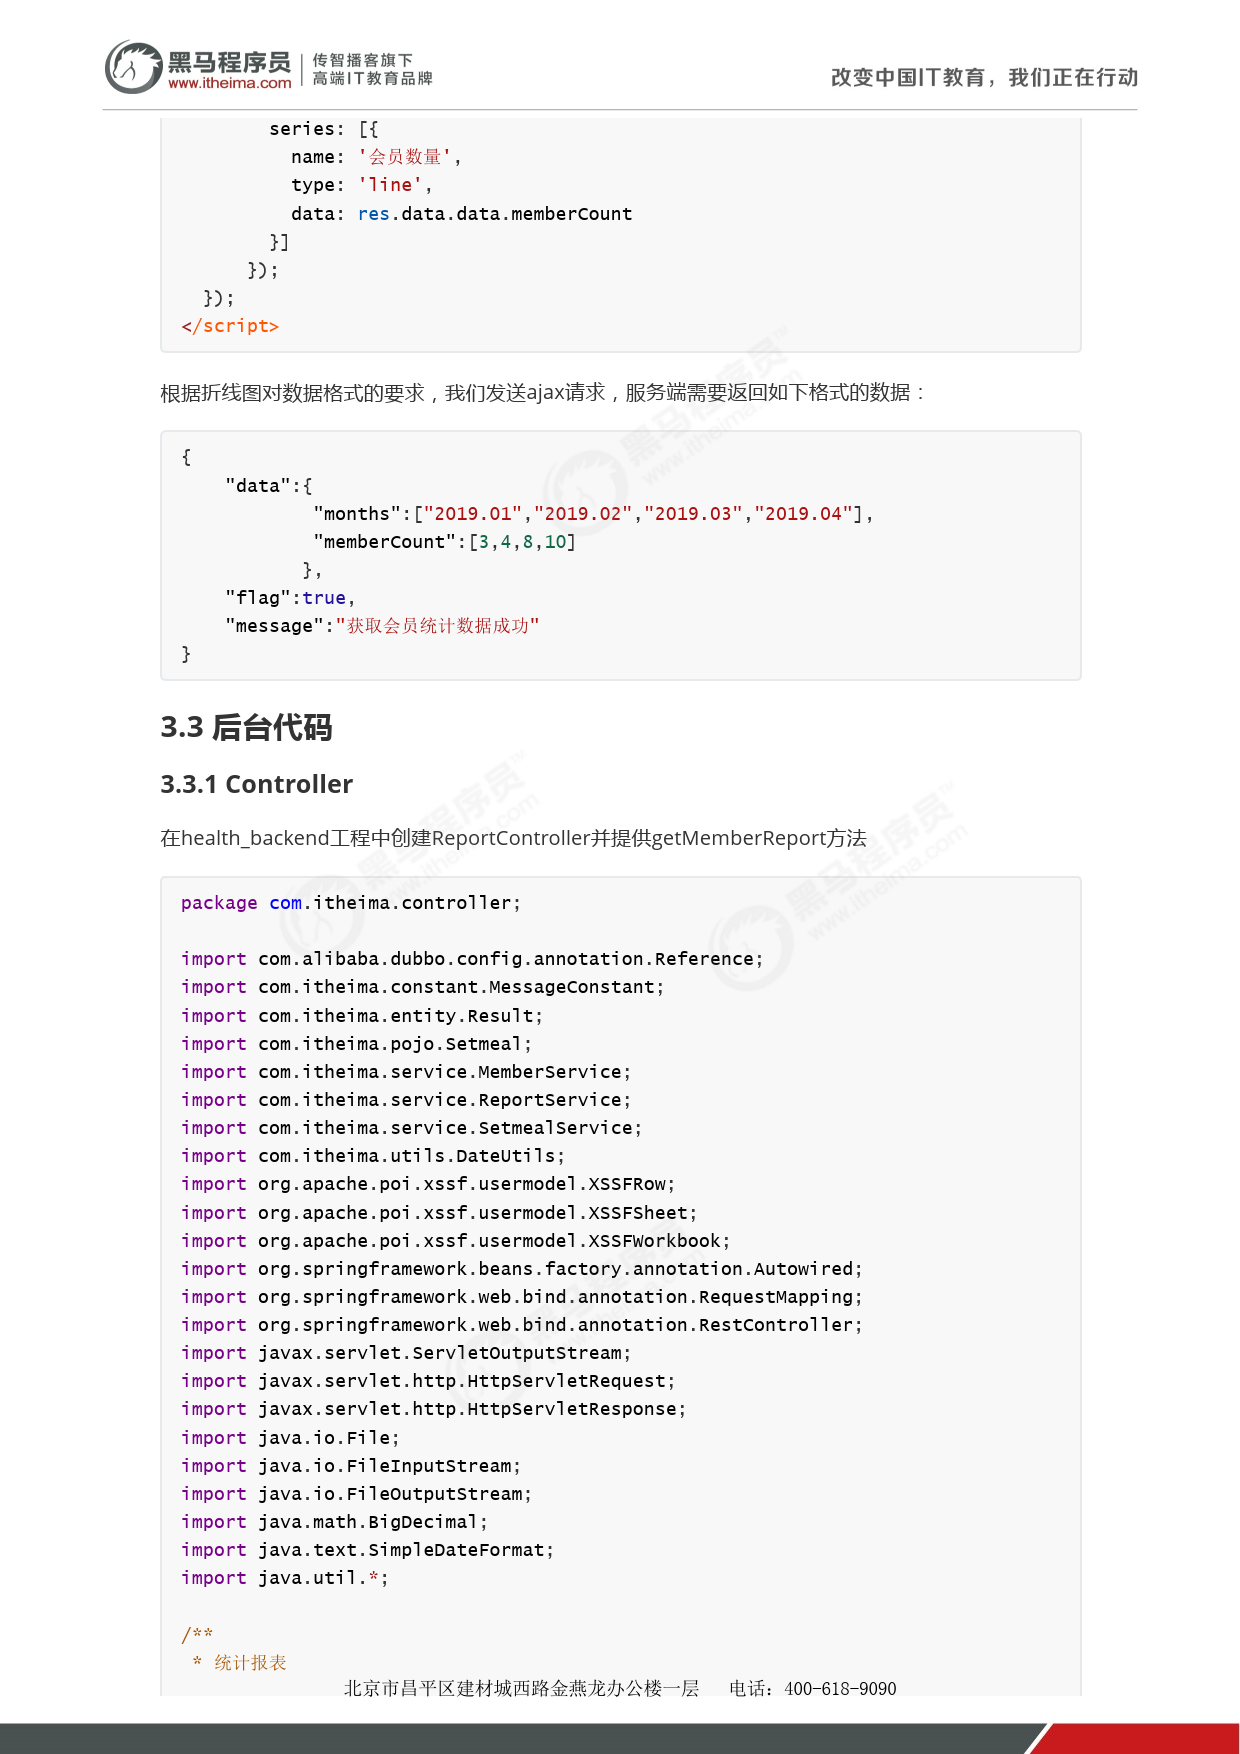 黑马程序员
www.itheima.com
传智播客旗下
高端IT教育品牌
改变中国IT教育，我们正在行动
series: [{
name: '会员数量',
type: 'line',
data: res.data.data.memberCount
}]
});
});
</script>
根据折线图对数据格式的要求，我们发送ajax请求，服务端需要返回如下格式的数据：
{
"data":{
"months":["2019.01","2019.02","2019.03","2019.04"],
"memberCount":[3,4,8,10]
},
"flag":true,
"message":"获取会员统计数据成功"
}
3.3 后台代码
3.3.1 Controller
在health_backend工程中创建ReportController并提供getMemberReport方法
package com.itheima.controller;
import com.alibaba.dubbo.config.annotation.Reference;
import com.itheima.constant.MessageConstant;
import com.itheima.entity.Result;
import com.itheima.pojo.Setmeal;
import com.itheima.service.MemberService;
import com.itheima.service.ReportService;
import com.itheima.service.SetmealService;
import com.itheima.utils.DateUtils;
import org.apache.poi.xssf.usermodel.XSSFRow;
import org.apache.poi.xssf.usermodel.XSSFSheet;
import org.apache.poi.xssf.usermodel.XSSFWorkbook;
import org.springframework.beans.factory.annotation.Autowired;
import org.springframework.web.bind.annotation.RequestMapping;
import org.springframework.web.bind.annotation.RestController;
import javax.servlet.ServletOutputStream;
import javax.servlet.http.HttpServletRequest;
import javax.servlet.http.HttpServletResponse;
import java.io.File;
import java.io.FileInputStream;
import java.io.FileOutputStream;
import java.math.BigDecimal;
import java.text.SimpleDateFormat;
import java.util.*;
/**
* 统计报表
北京市昌平区建材城西路金燕龙办公楼一层 电话：400-618-9090